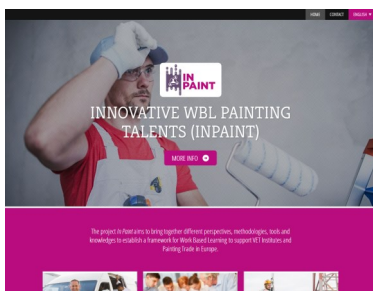 HOME CONTACT ENGLISH
IN
PAINT
INNOVATIVE WBL PAINTING
TALENTS (INPAINT)
MORE INFO
The project In Paint aims to bring together different perspectives, methodologies, tools and
knowledges to establish a framework for Work Based Learning to support VET Institutes and
Painting Trade in Europe.